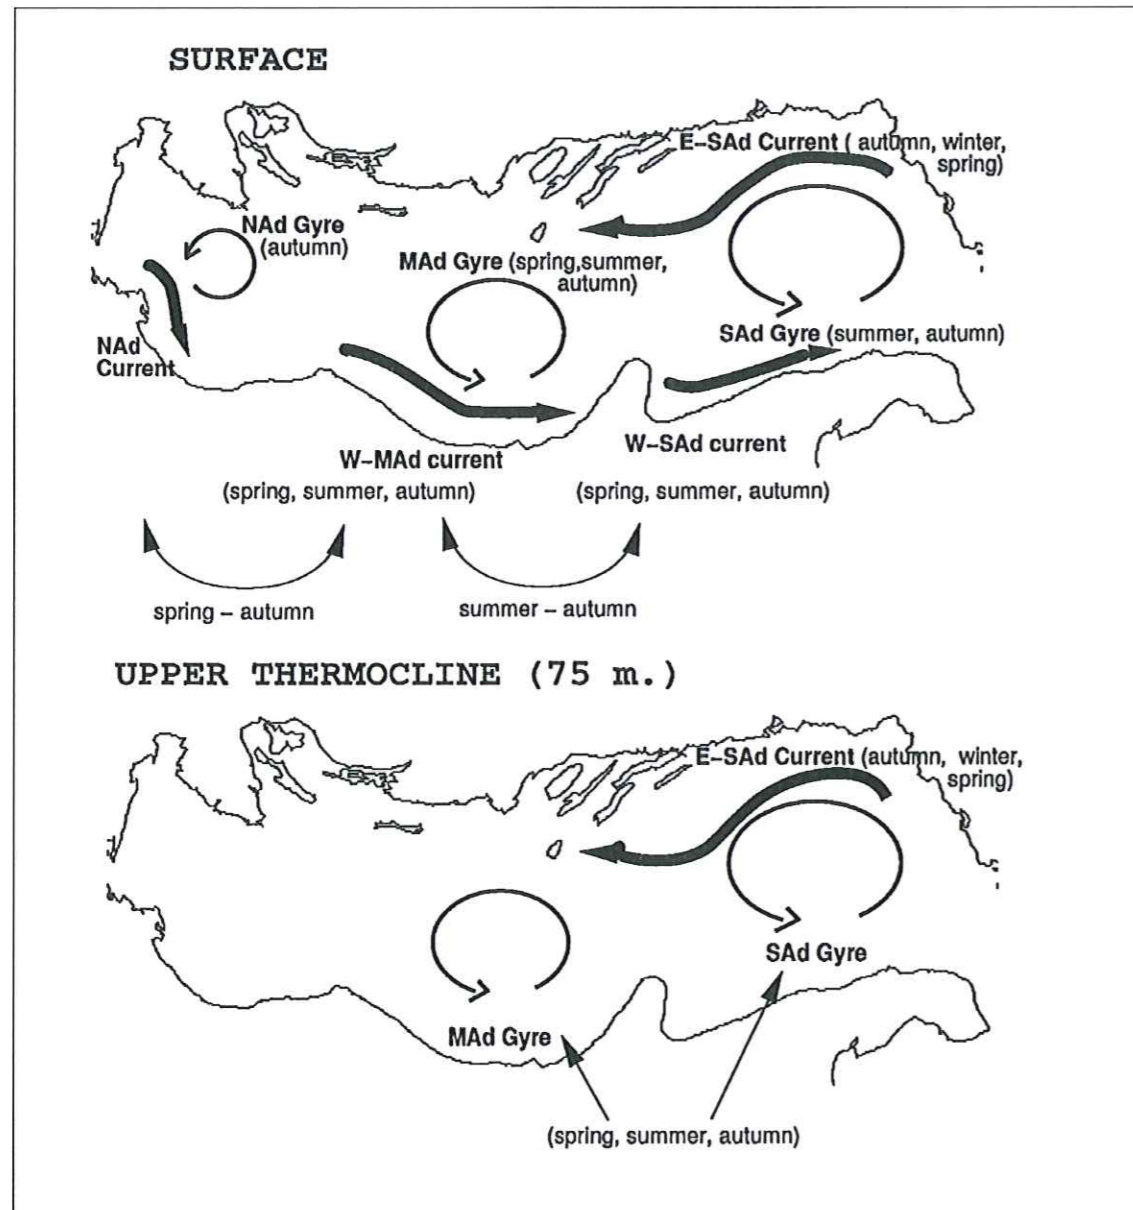 SURFACE
E-SAd Current ( autumn, winter,
spring)
NAd Gyre
(autumn)
MAd Gyre (spring,summer,
autumn)
SAd Gyre (summer, autumn)
NAd
Current
W-MAd current
(spring, summer, autumn)
W-SAd current
(spring, summer, autumn)
spring – autumn
summer – autumn
UPPER THERMOCLINE (75 m.)
E-SAd Current (autumn, winter,
spring)
SAd Gyre
MAd Gyre
(spring, summer, autumn)